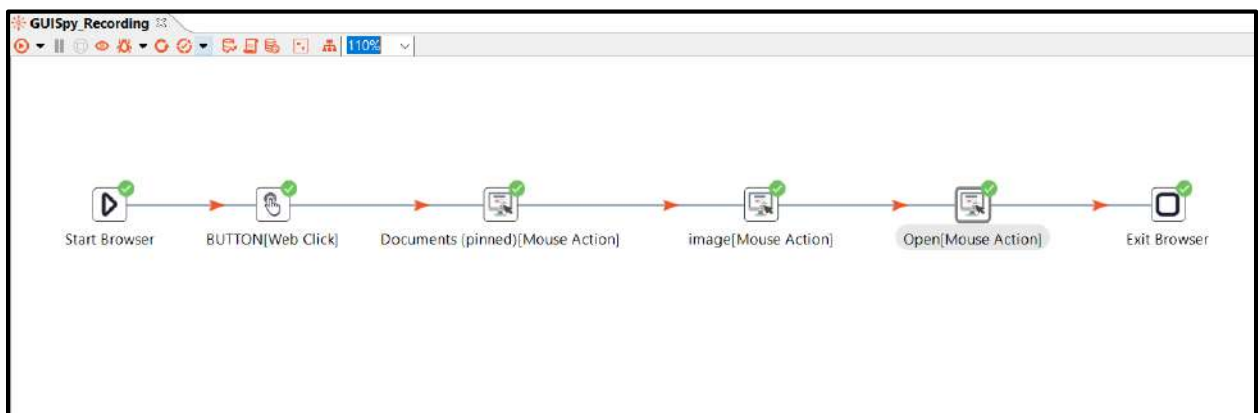 GUISpy_Recording
110%
Start Browser
BUTTON[Web Click]
Documents (pinned)[Mouse Action]
image[Mouse Action]
Open[Mouse Action]
Exit Browser